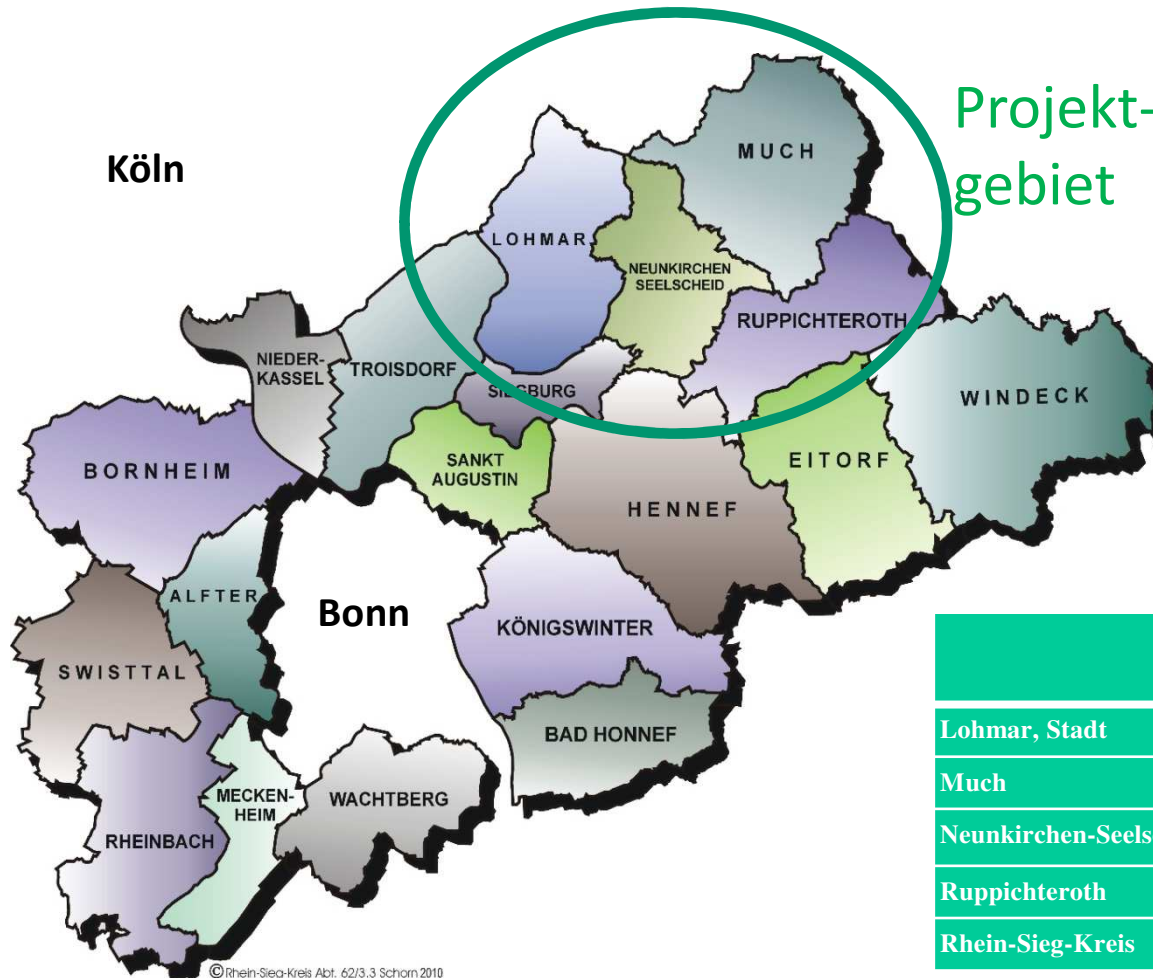 Köln
Projekt-
gebiet
MUCH
LOHMAR
NEUNKIRCHEN
SEELSCHEID
RUPPICHTEROTH
NIEDER-
KASSEL
TROISDORF
SIEGBURG
WINDECK
BORNHEIM
SANKT
AUGUSTIN
EITORF
HENNEF
ALFTER
Bonn
KÖNIGSWINTER
SWISTTAL
BAD HONNEF
MECKEN-
HEIM
WACHTBERG
RHEINBACH
Lohmar, Stadt
Much
Neunkirchen-Seels
Ruppichteroth
Rhein-Sieg-Kreis
© Rhein-Sieg-Kreis Abt. 62/3.3 Schorn 2010